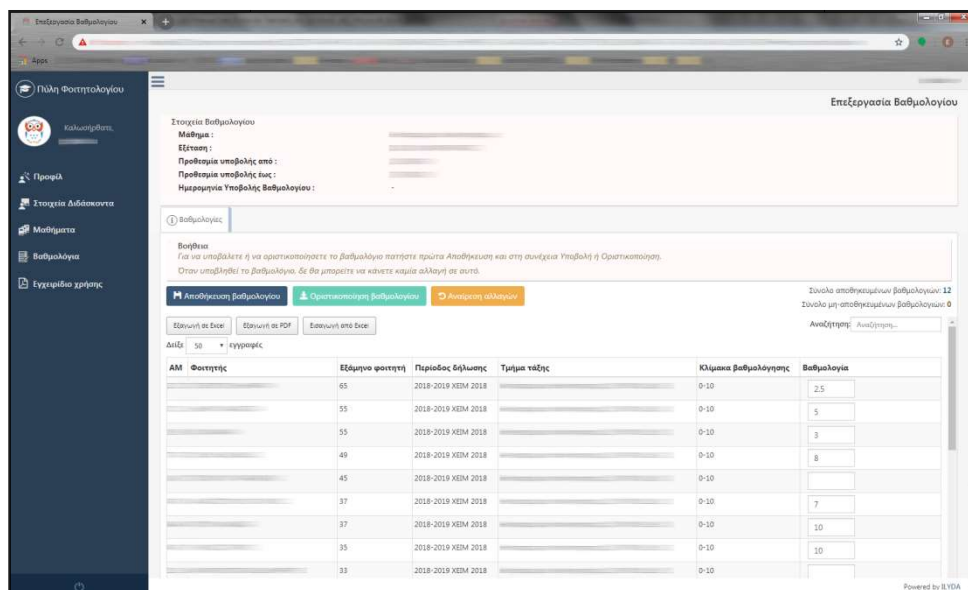 Επεξεργασία Βαθμολογίου
Apps
Πύλη Φοιτητολογίου
Καλωσήρθατε,
Προφίλ
Στοιχεία Διδάσκοντα
Μαθήματα
Βαθμολόγια
Εγχειρίδιο χρήσης
Επεξεργασία Βαθμολογίου
Στοιχεία Βαθμολογίου
Μάθημα :
Εξέταση :
Προθεσμία υποβολής από :
Προθεσμία υποβολής έως :
Ημερομηνία Υποβολής Βαθμολογίου : -
Βαθμολογίες
Βοήθεια
Για να υποβάλετε ή να οριστικοποιήσετε το βαθμολόγιο πατήστε πρώτα Αποθήκευση και στη συνέχεια Υποβολή ή Οριστικοποίηση.
Όταν υποβληθεί το βαθμολόγιο, δε θα μπορείτε να κάνετε καμία αλλαγή σε αυτό.
Αποθήκευση βαθμολογίου Οριστικοποίηση βαθμολογίου Αναίρεση αλλαγών
Σύνολο αποθηκευμένων βαθμολογιών: 12
Σύνολο μη-αποθηκευμένων βαθμολογιών: 0
Εξαγωγή σε Excel Εξαγωγή σε PDF Εισαγωγή από Excel Αναζήτηση: Αναζήτηση...
Δείξε 50 εγγραφές
ΑΜ Φοιτητής Εξάμηνο φοιτητή Περίοδος δήλωσης Τμήμα τάξης Κλίμακα βαθμολόγησης Βαθμολογία
65 2018-2019 ΧΕΙΜ 2018 0-10 2.5
55 2018-2019 ΧΕΙΜ 2018 0-10 5
55 2018-2019 ΧΕΙΜ 2018 0-10 3
49 2018-2019 ΧΕΙΜ 2018 0-10 8
45 2018-2019 ΧΕΙΜ 2018 0-10
37 2018-2019 ΧΕΙΜ 2018 0-10 7
37 2018-2019 ΧΕΙΜ 2018 0-10 10
35 2018-2019 ΧΕΙΜ 2018 0-10 10
33 2018-2019 ΧΕΙΜ 2018 0-10
Powered by ILYDA